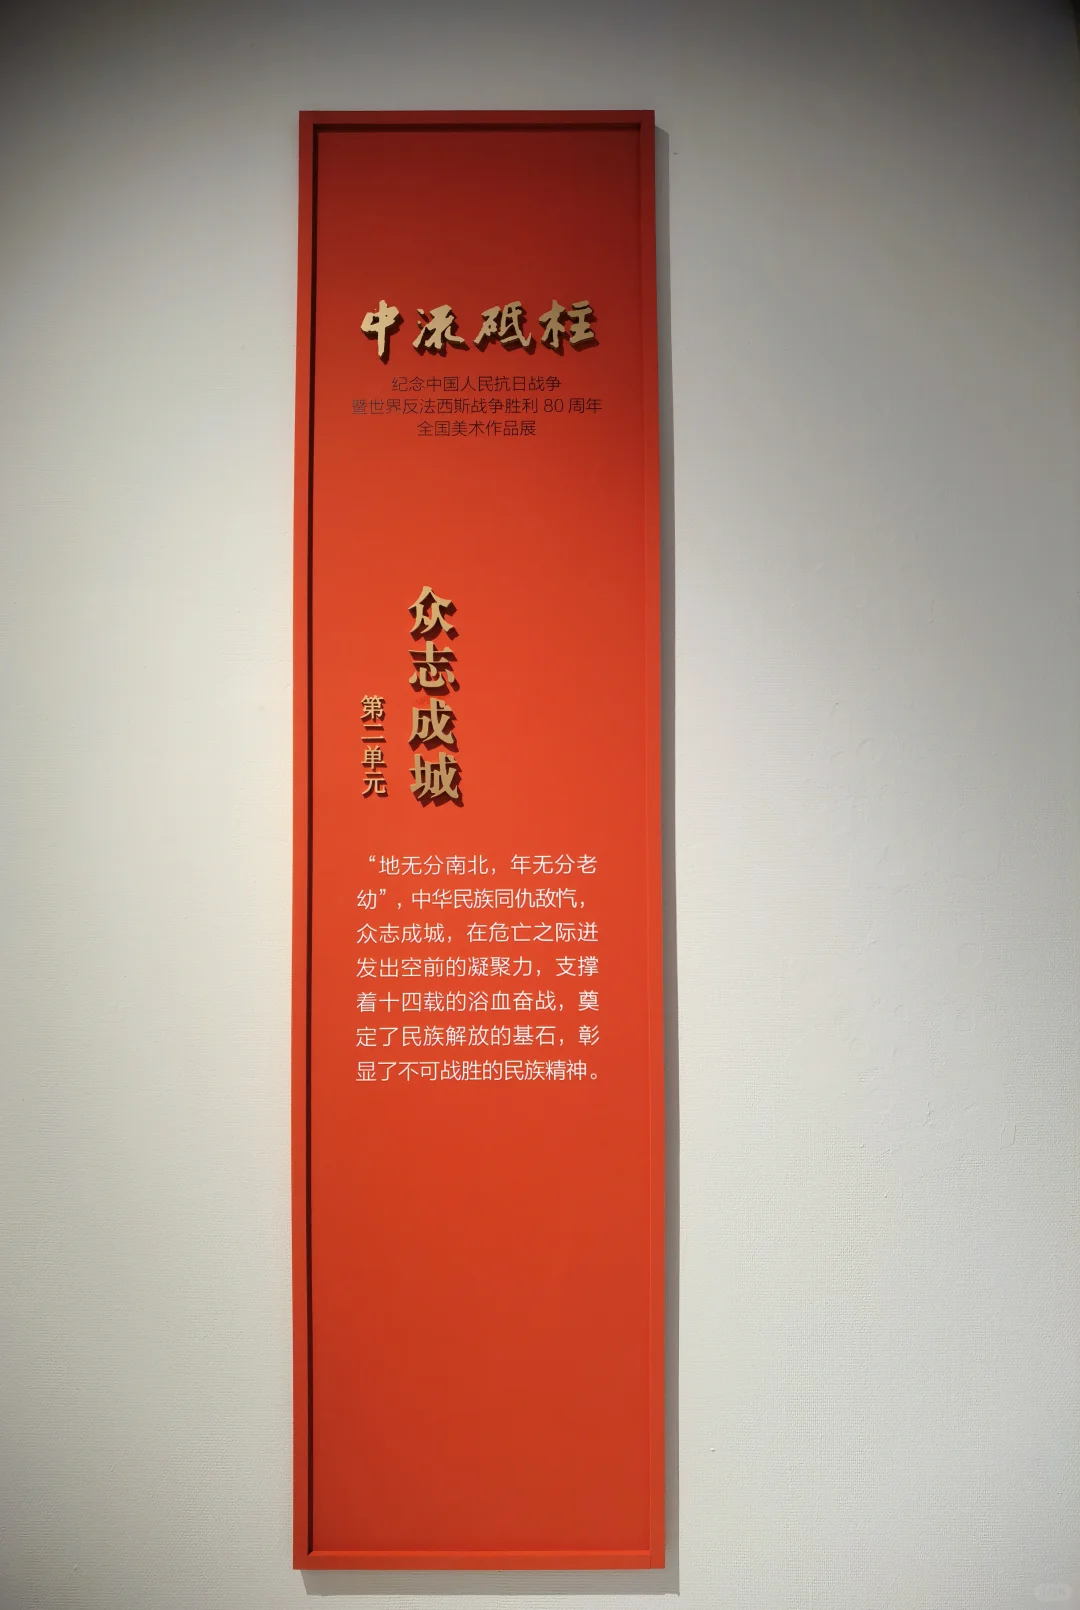 中流砥柱
纪念中国人民抗日战争
暨世界反法西斯战争胜利 80 周年
全国美术作品展
众志成城
第二单元
“地无分南北，年无分老
幼”，中华民族同仇敌忾，
众志成城，在危亡之际迸
发出空前的凝聚力，支撑
着十四载的浴血奋战，奠
定了民族解放的基石，彰
显了不可战胜的民族精神。